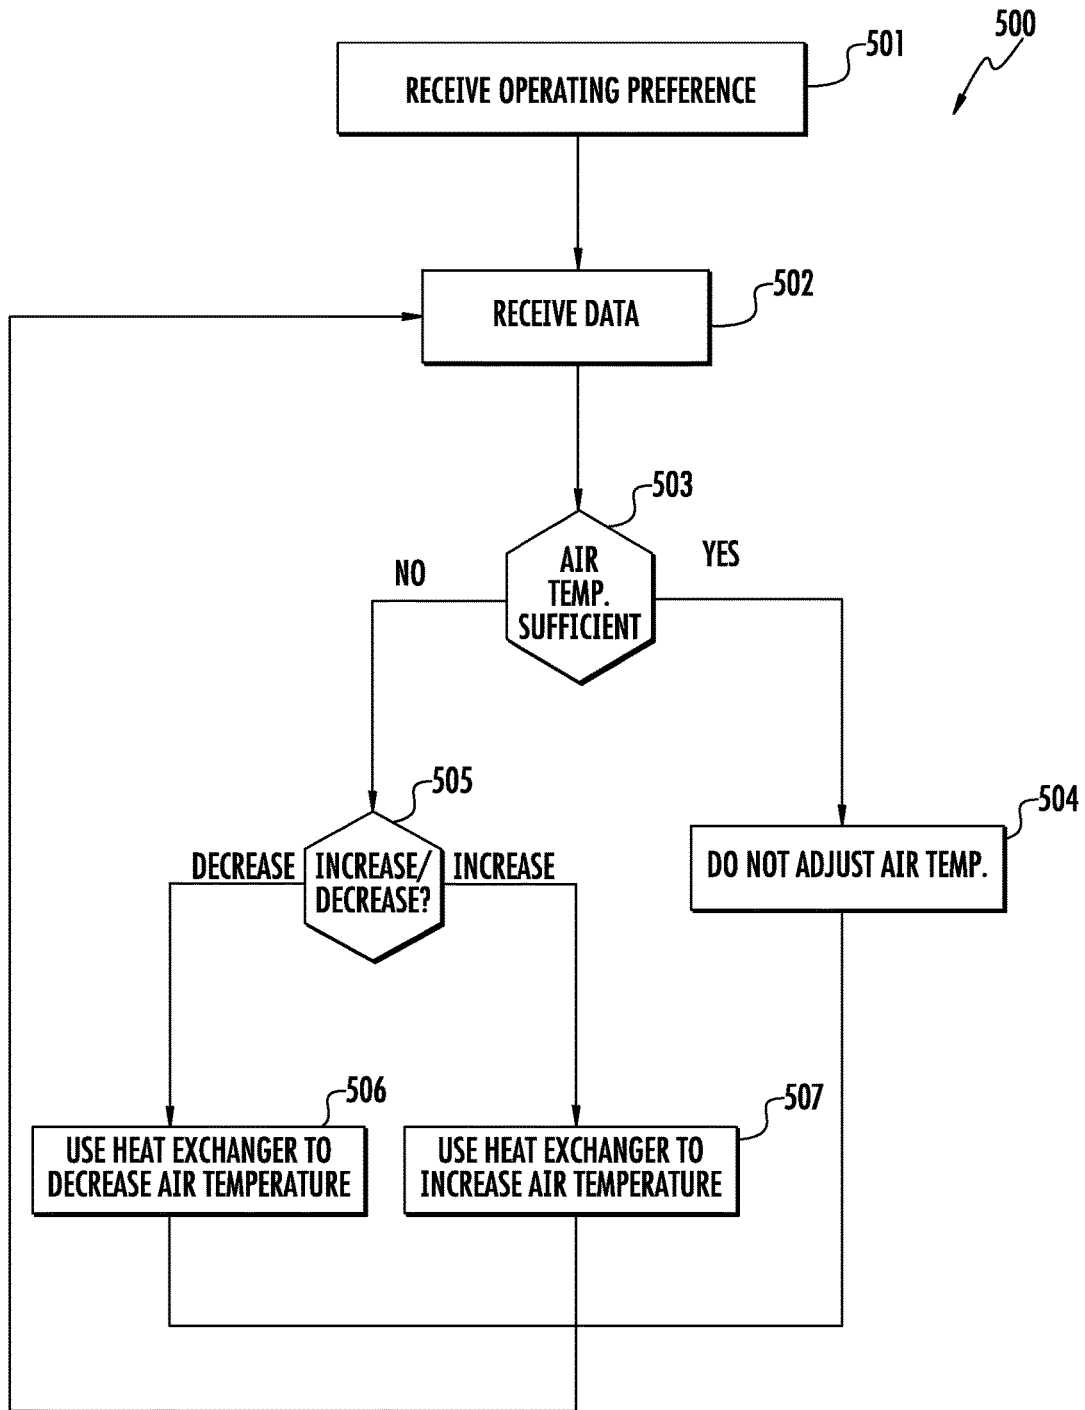 500
501
RECEIVE OPERATING PREFERENCE
502
RECEIVE DATA
503
AIR
TEMP.
SUFFICIENT
NO
YES
505
INCREASE/
DECREASE?
DECREASE
INCREASE
504
DO NOT ADJUST AIR TEMP.
506
USE HEAT EXCHANGER TO
DECREASE AIR TEMPERATURE
507
USE HEAT EXCHANGER TO
INCREASE AIR TEMPERATURE